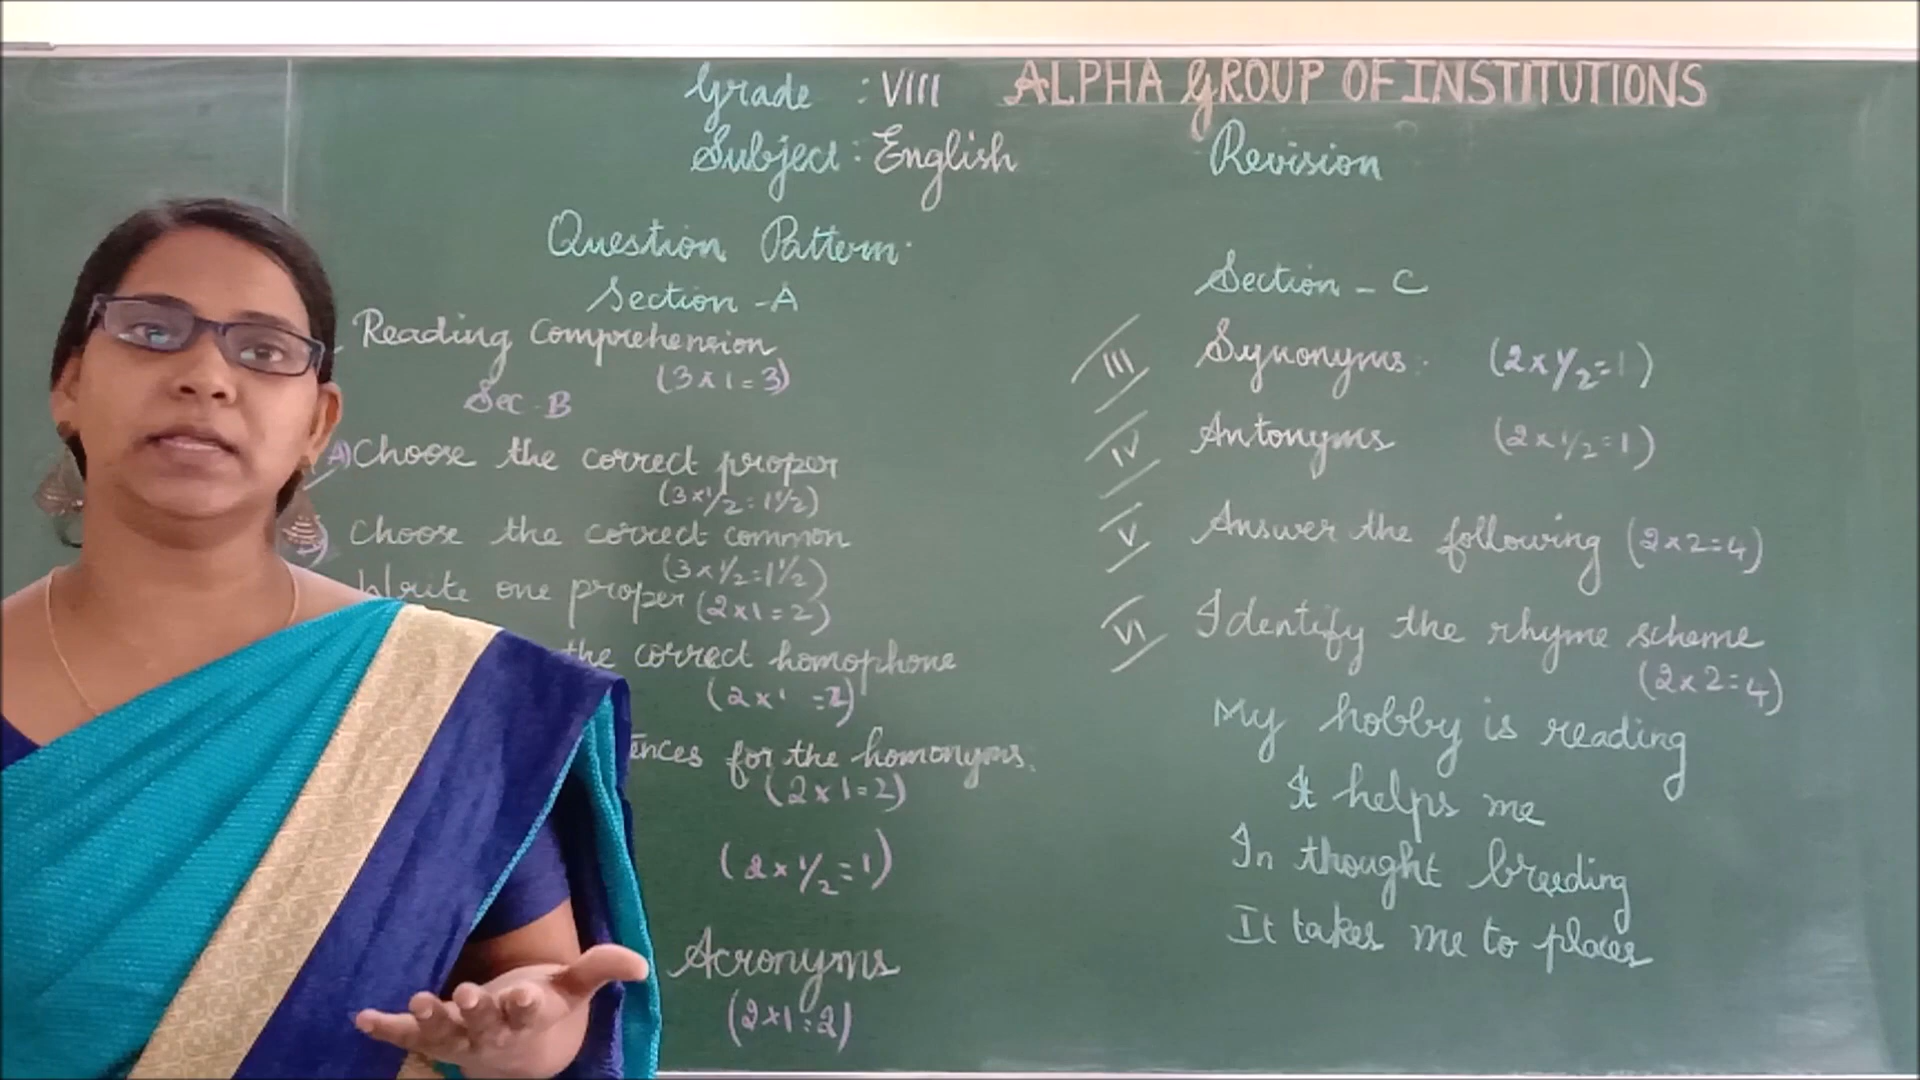 Grade : VIII ALPHA GROUP OF INSTITUTIONS
Subject : English Revision
Question Pattern.
Section - A
Reading Comprehension
(3 x 1 = 3)
Sec - B
A) Choose the correct proper
(3 x 1/2 = 1 1/2)
Choose the correct common
(3 x 1/2 = 1 1/2)
Write one proper (2 x 1 = 2)
the correct homophone
(2 x 1 = 2)
for the homonyms.
(2 x 1 = 2)
(2 x 1/2 = 1)
Acronyms
(2 x 1 = 2)
Section - C
III Synonyms. (2 x 1/2 = 1)
IV Antonyms (2 x 1/2 = 1)
V Answer the following (2 x 2 = 4)
VI Identify the rhyme scheme
(2 x 2 = 4)
My hobby is reading
It helps me
In thought breeding
It takes me to places